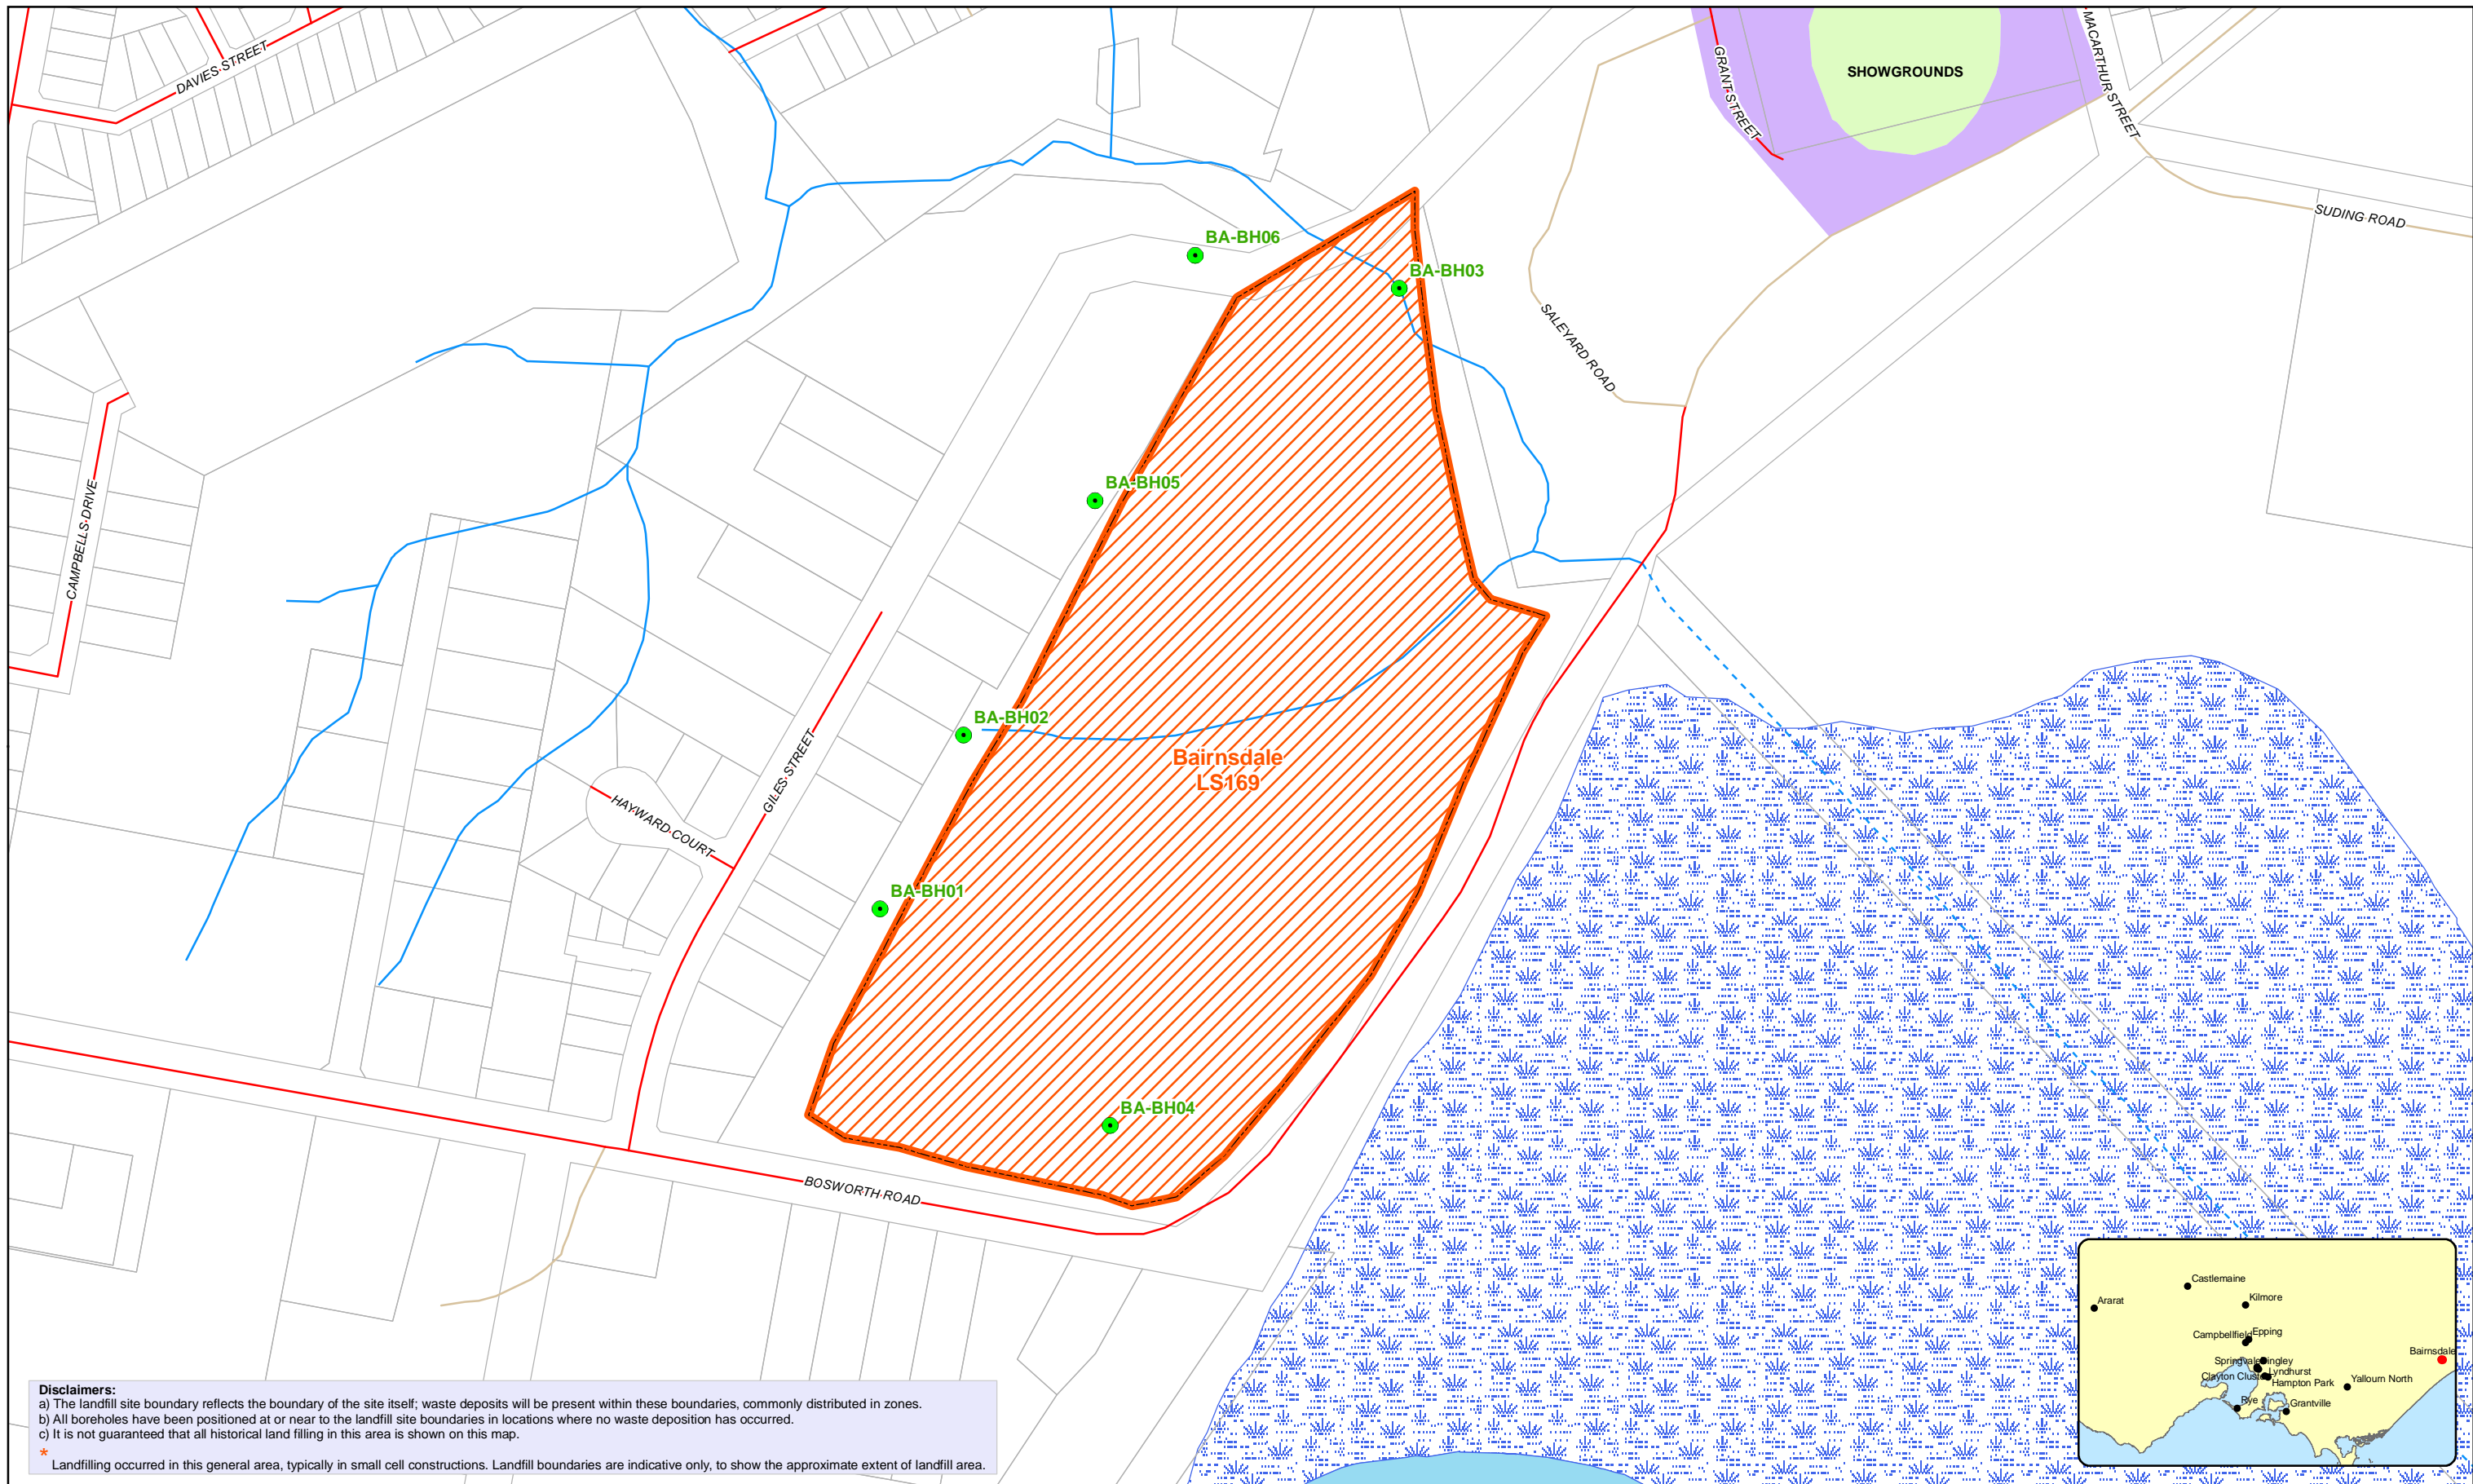 DAVIES STREET
GRANT STREET
SHOWGROUNDS
MACARTHUR STREET
SUDING ROAD
BA-BH06
BA-BH03
SALEYARD ROAD
BA-BH05
CAMPBELLS DRIVE
BA-BH02
Bairnsdale
LS169
GILES STREET
HAYWARD COURT
BA-BH01
BA-BH04
BOSWORTH ROAD
Castlemaine
Ararat
Kilmore
Epping
Campbellfield
Bairnsdale
Lyndhurst
Clayton Cluster
Hampton Park
Yallourn North
Rye
Grantville
Disclaimers:
a) The landfill site boundary reflects the boundary of the site itself; waste deposits will be present within these boundaries, commonly distributed in zones.
b) All boreholes have been positioned at or near to the landfill site boundaries in locations where no waste deposition has occurred.
c) It is not guaranteed that all historical land filling in this area is shown on this map.
*
Landfilling occurred in this general area, typically in small cell constructions. Landfill boundaries are indicative only, to show the approximate extent of landfill area.